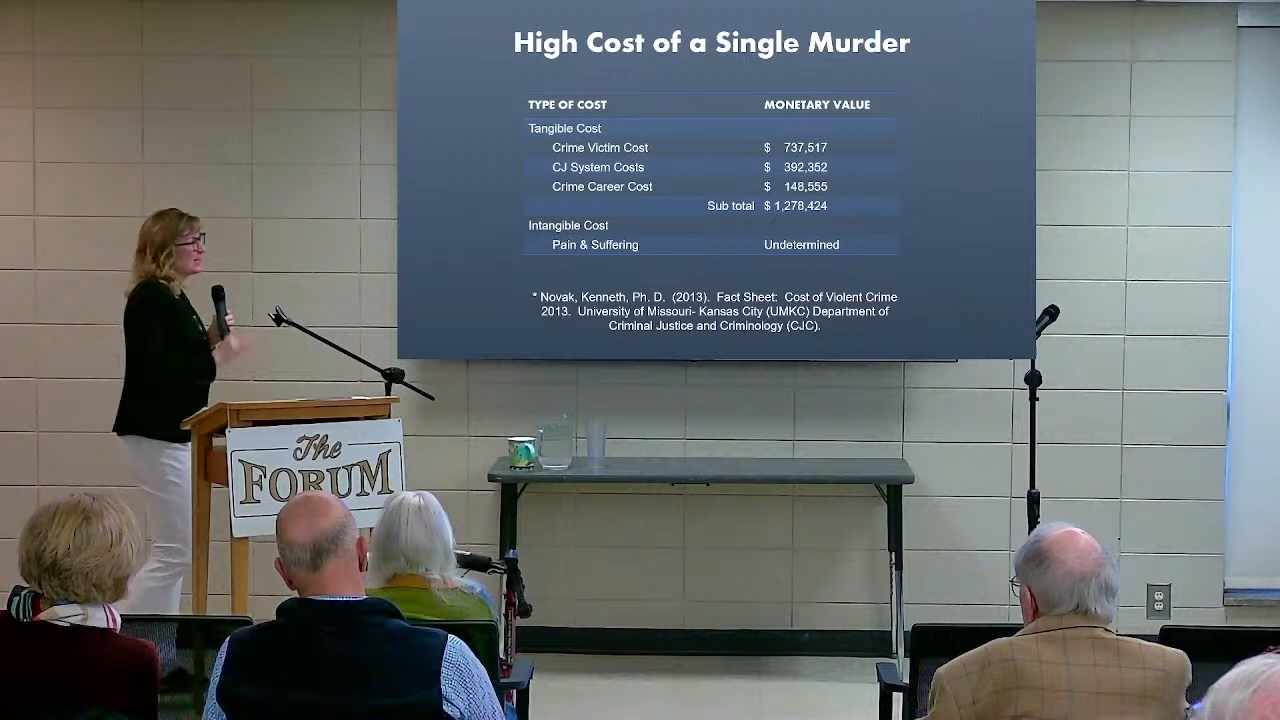 High Cost of a Single Murder
TYPE OF COST MONETARY VALUE
Tangible Cost
Crime Victim Cost $ 737,517
CJ System Costs $ 392,352
Crime Career Cost $ 148,555
Sub total $ 1,278,424
Intangible Cost
Pain & Suffering Undetermined
* Novak, Kenneth, Ph. D. (2013). Fact Sheet: Cost of Violent Crime
2013. University of Missouri- Kansas City (UMKC) Department of
Criminal Justice and Criminology (CJC).
The
FORUM